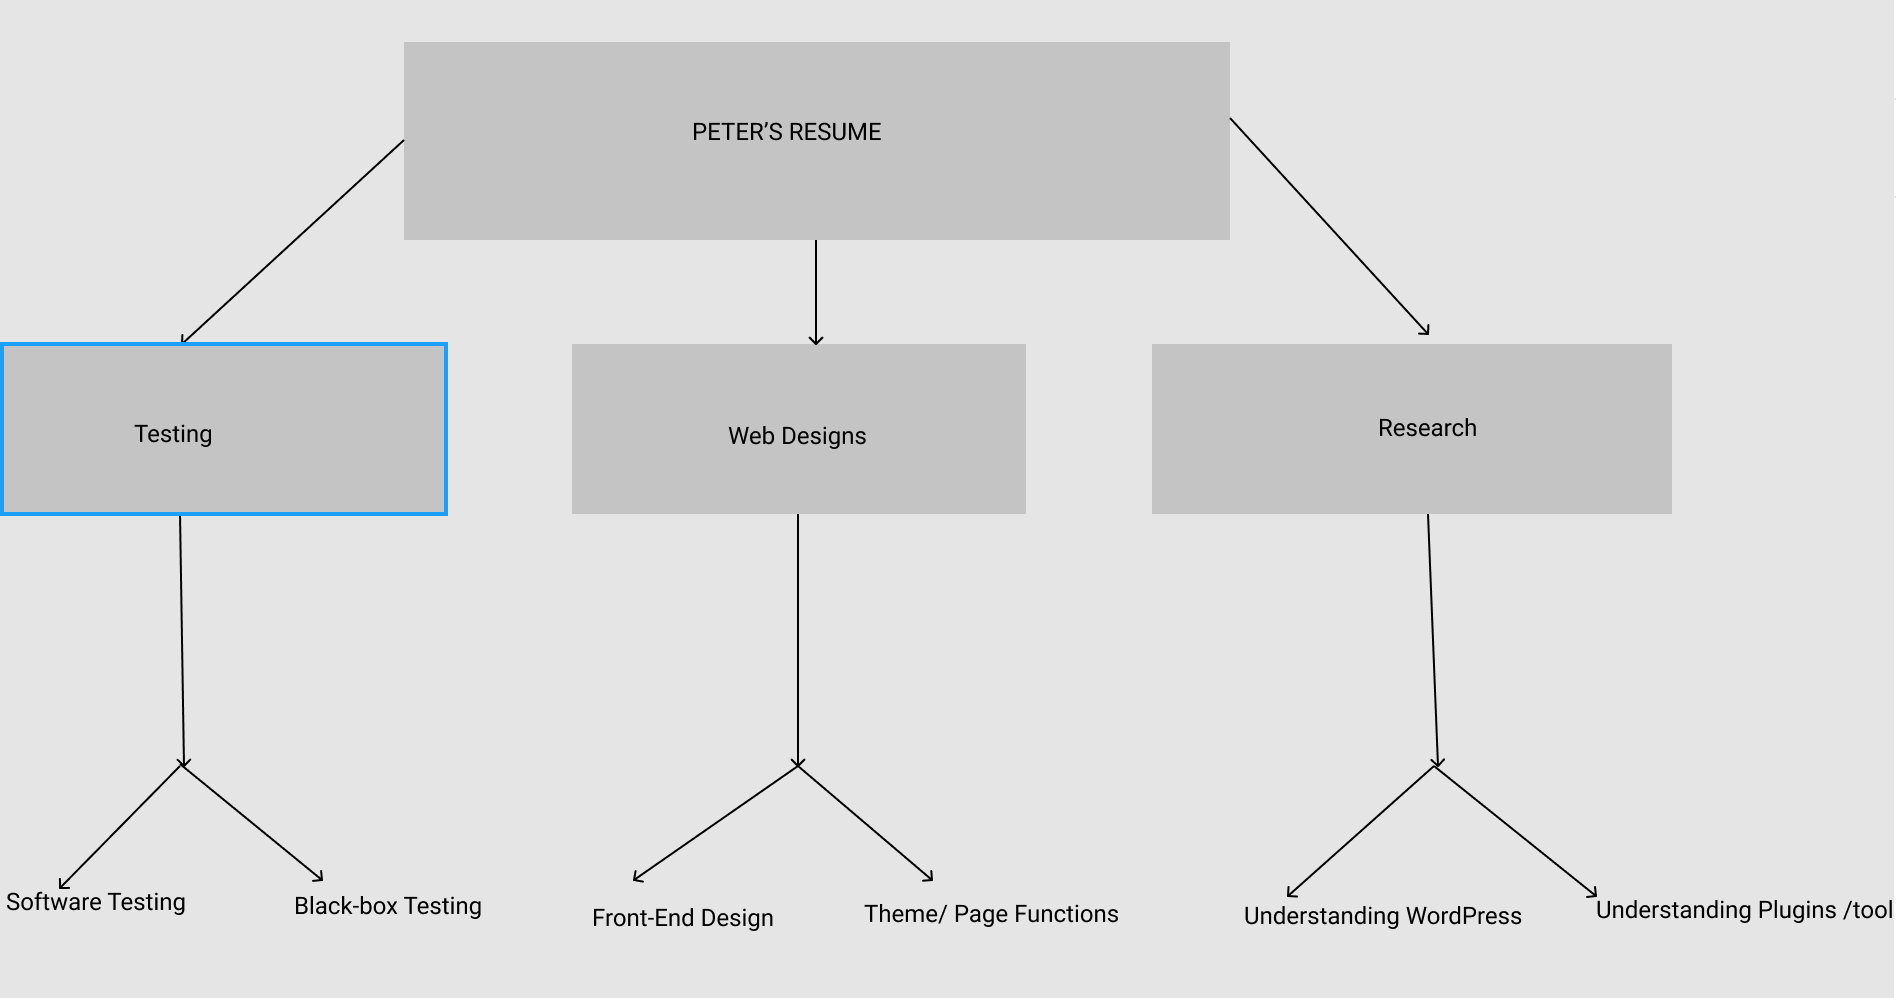 PETER’S RESUME
Testing
Web Designs
Research
Software Testing
Black-box Testing
Front-End Design
Theme/ Page Functions
Understanding WordPress
Understanding Plugins /tool